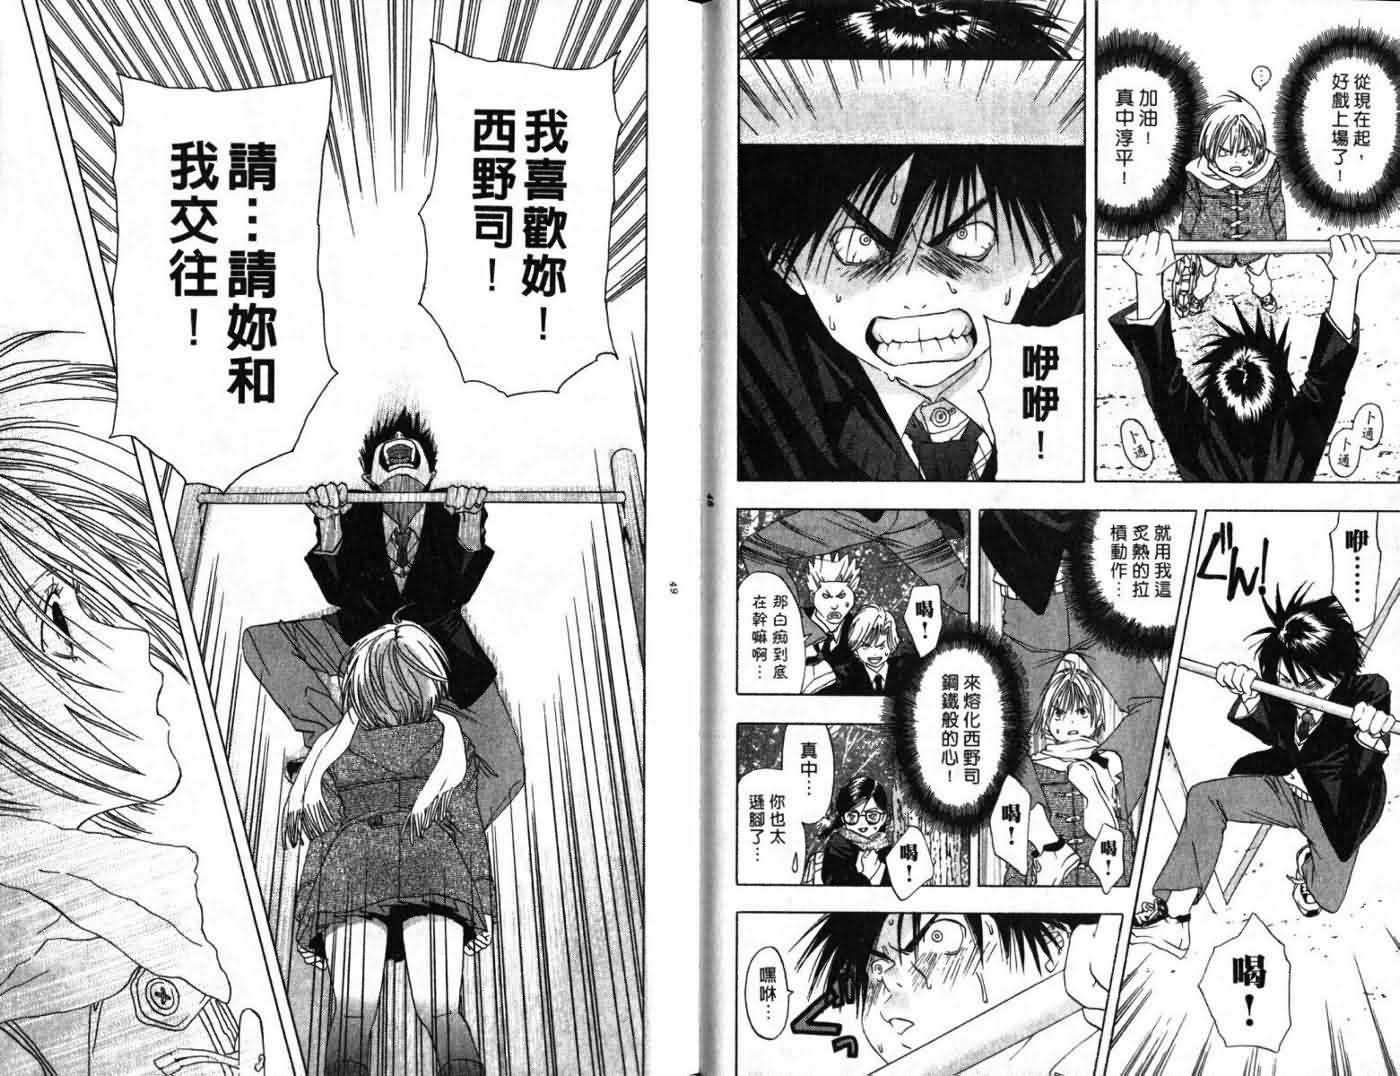 從現在起，
好戲上場了！
…
加油！
真中淳平！
卜通
卜通
卜通
咿咿！
咿……
ぐん！
喝！
就用我這
炙熱的拉
槓動作…
來熔化西野司
鋼鐵般的心！
喝！
喝！
喝！
那白痴到底
在幹嘛啊…
真中…
你也太
遜腳了…
喝！
嘿咻…
48
我喜歡妳！
西野司！
請…請妳和
我交往！
49